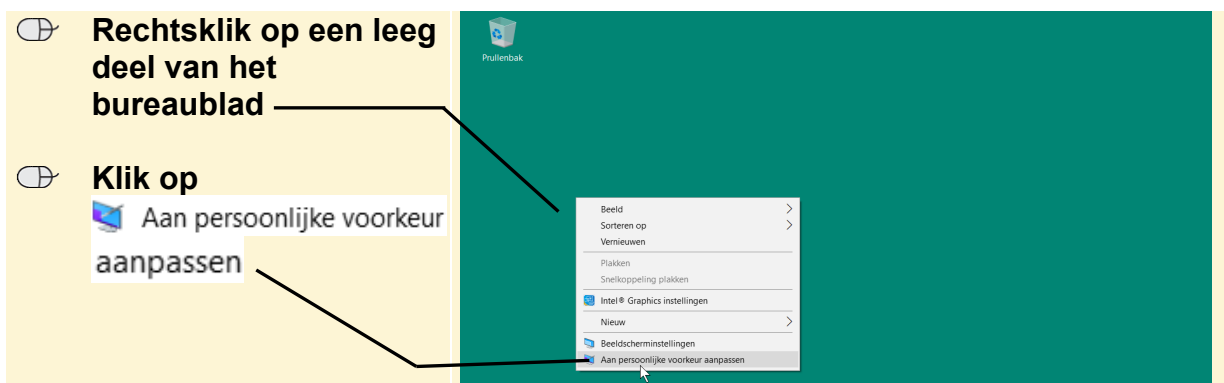 Rechtsklik op een leeg
deel van het
bureaublad
Klik op
Aan persoonlijke voorkeur
aanpassen
Prullenbak
Beeld
Sorteren op
Vernieuwen
Plakken
Snelkoppeling plakken
Intel® Graphics instellingen
Nieuw
Beeldscherminstellingen
Aan persoonlijke voorkeur aanpassen